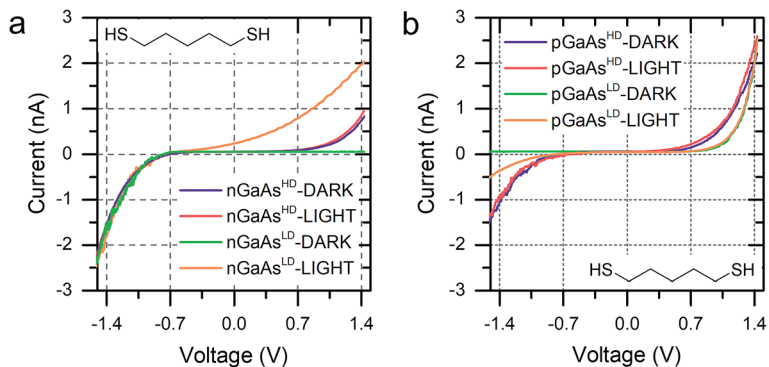 a
HS
SH
3
2
1
0
-1
-2
-3
Current (nA)
nGaAsᴴᴰ-DARK
nGaAsᴴᴰ-LIGHT
nGaAsᴸᴰ-DARK
nGaAsᴸᴰ-LIGHT
-1.4 -0.7 0.0 0.7 1.4
Voltage (V)
b
3
2
1
0
-1
-2
-3
Current (nA)
pGaAsᴴᴰ-DARK
pGaAsᴴᴰ-LIGHT
pGaAsᴸᴰ-DARK
pGaAsᴸᴰ-LIGHT
HS
SH
-1.4 -0.7 0.0 0.7 1.4
Voltage (V)